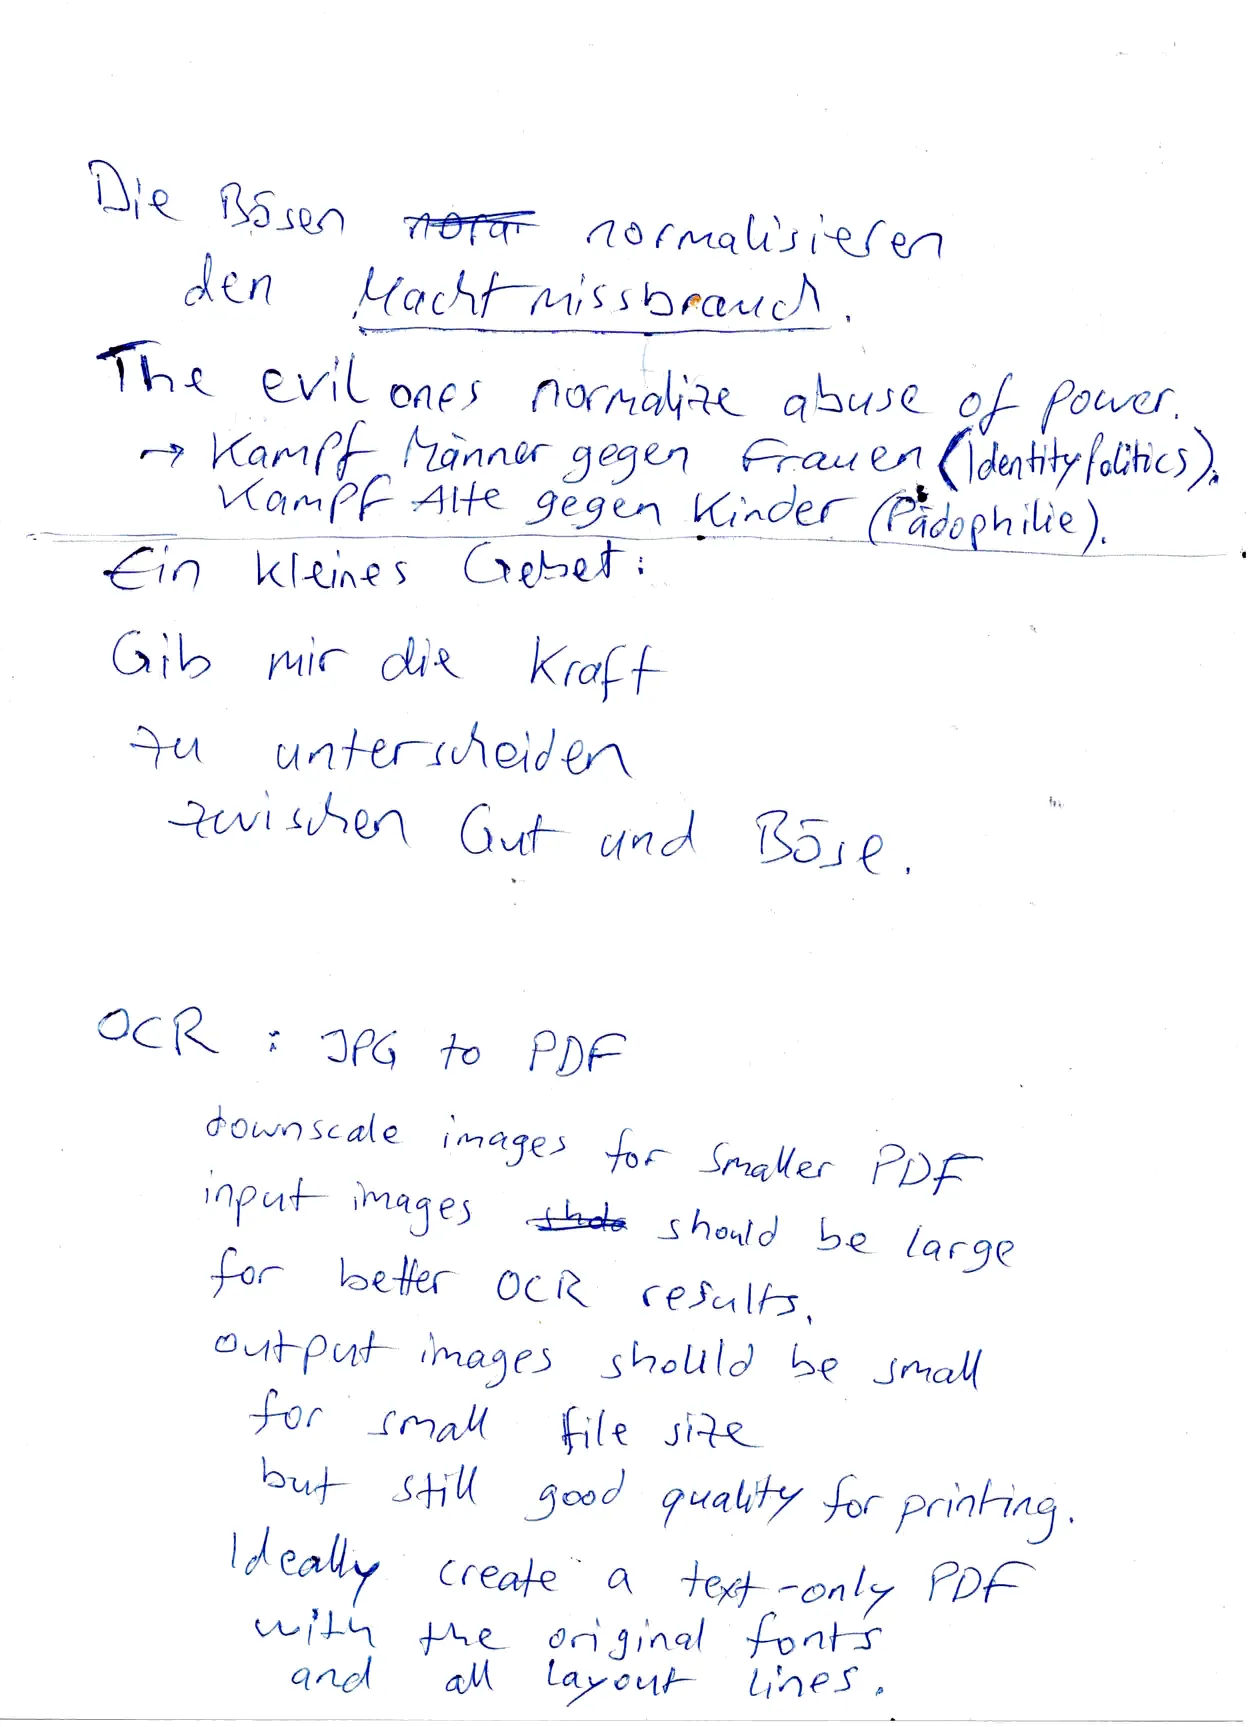 Die Bösen normalisieren
den Machtmissbrauch.
The evil ones normalize abuse of power.
→ Kampf Männer gegen Frauen (Identity Politics).
Kampf Alte gegen Kinder (Pädophilie).
Ein kleines Gebet:
Gib mir die Kraft
zu unterscheiden
zwischen Gut und Böse.
OCR : JPG to PDF
downscale images for smaller PDF
input images should be large
for better OCR results.
output images should be small
for small file size
but still good quality for printing.
Ideally create a text-only PDF
with the original fonts
and all layout lines.